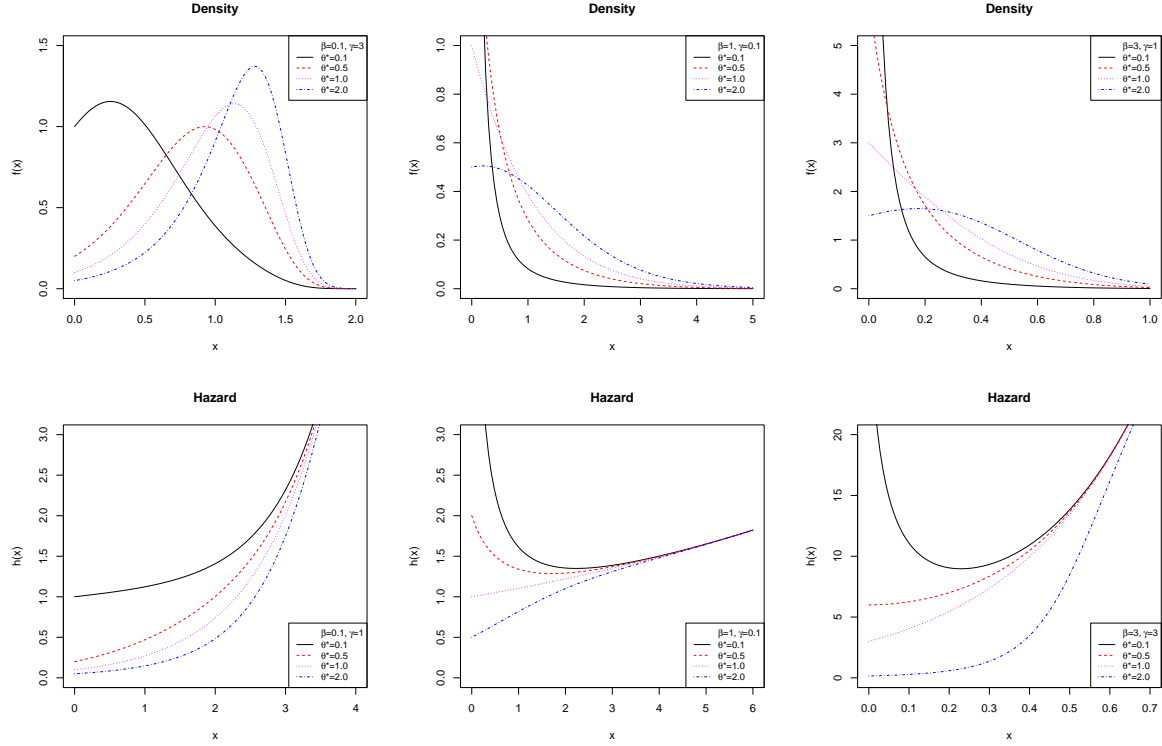 Density
f(x)
0.0 0.5 1.0 1.5
0.0 0.5 1.0 1.5 2.0
x
β=0.1, γ=3
θ*=0.1
θ*=0.5
θ*=1.0
θ*=2.0
Density
f(x)
0.0 0.2 0.4 0.6 0.8 1.0
0 1 2 3 4 5
x
β=1, γ=0.1
θ*=0.1
θ*=0.5
θ*=1.0
θ*=2.0
Density
f(x)
0 1 2 3 4 5
0.0 0.2 0.4 0.6 0.8 1.0
x
β=3, γ=1
θ*=0.1
θ*=0.5
θ*=1.0
θ*=2.0
Hazard
h(x)
0.0 0.5 1.0 1.5 2.0 2.5 3.0
0 1 2 3 4
x
β=0.1, γ=1
θ*=0.1
θ*=0.5
θ*=1.0
θ*=2.0
Hazard
h(x)
0.0 0.5 1.0 1.5 2.0 2.5 3.0
0 1 2 3 4 5 6
x
β=1, γ=0.1
θ*=0.1
θ*=0.5
θ*=1.0
θ*=2.0
Hazard
h(x)
0 5 10 15 20
0.0 0.1 0.2 0.3 0.4 0.5 0.6 0.7
x
β=3, γ=3
θ*=0.1
θ*=0.5
θ*=1.0
θ*=2.0